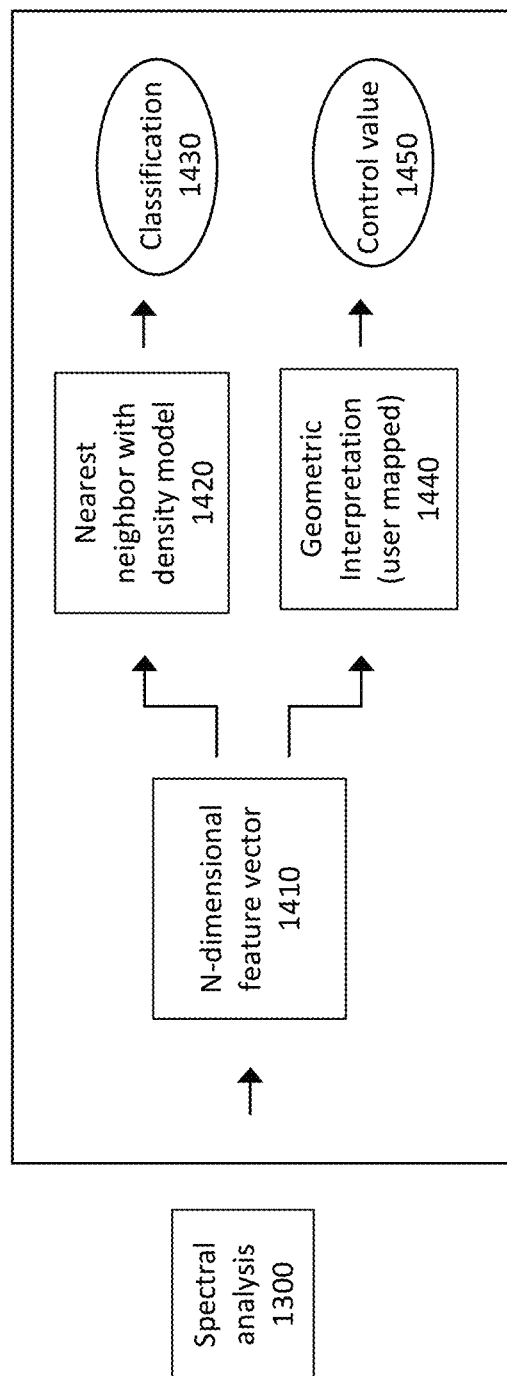 Spectral
analysis
1300
N-dimensional
feature vector
1410
Nearest
neighbor with
density model
1420
Classification
1430
Geometric
Interpretation
(user mapped)
1440
Control value
1450